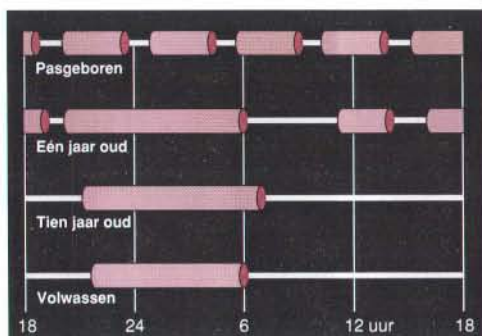 Pasgeboren
Eén jaar oud
Tien jaar oud
Volwassen
18 24 6 12 uur 18